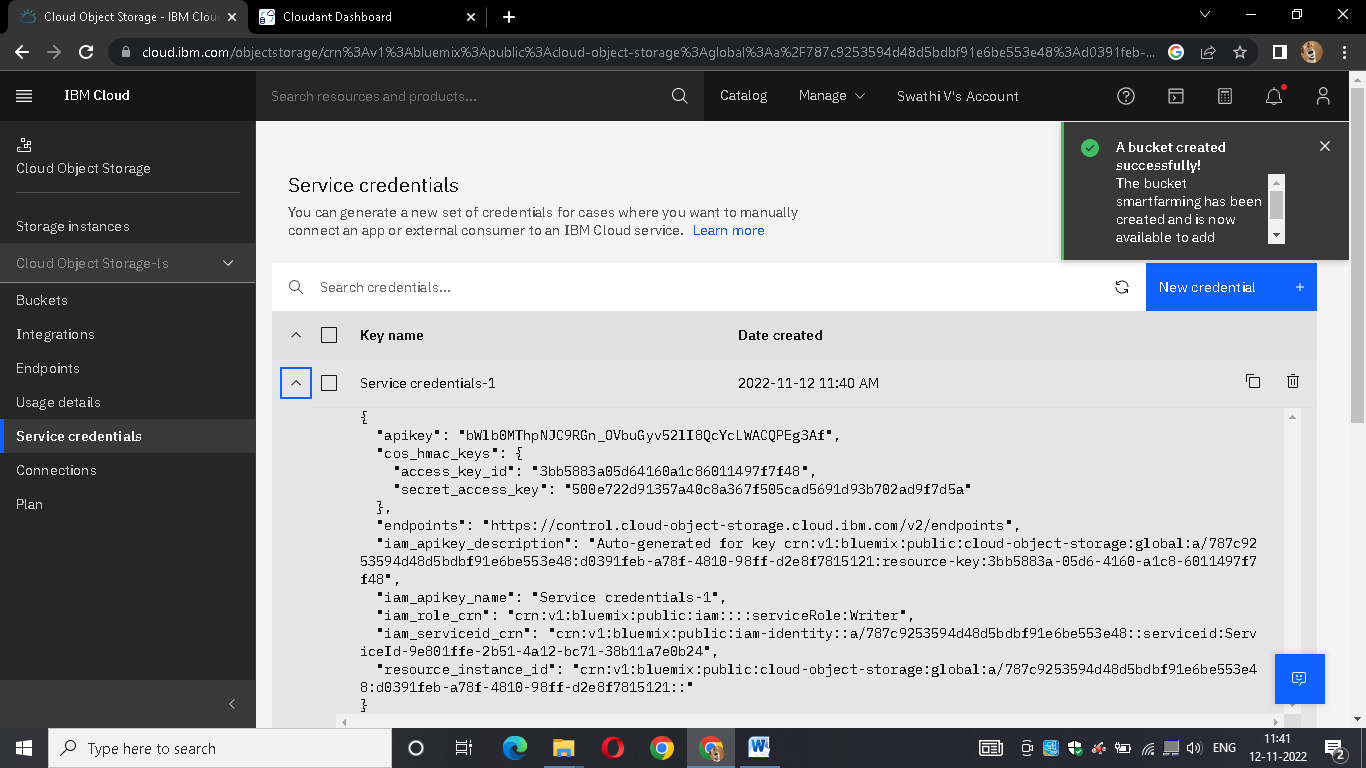 Cloud Object Storage - IBM Clou
Cloudant Dashboard
cloud.ibm.com/objectstorage/crn%3Av1%3Abluemix%3Apublic%3Acloud-object-storage%3Aglobal%3Aa%2F787c9253594d48d5bdbf91e6be553e48%3Ad0391feb-...
IBM Cloud
Search resources and products...
Catalog
Manage
Swathi V's Account
Cloud Object Storage
Storage instances
Cloud Object Storage-ls
Buckets
Integrations
Endpoints
Usage details
Service credentials
Connections
Plan
A bucket created
successfully!
The bucket
smartfarming has been
created and is now
available to add
Service credentials
You can generate a new set of credentials for cases where you want to manually
connect an app or external consumer to an IBM Cloud service. Learn more
Search credentials...
New credential +
Key name
Date created
Service credentials-1
2022-11-12 11:40 AM
{
"apikey": "bWlb0MThpNJC9RGn_OVbuGyv52lI8QcYcLWACQPEg3Af",
"cos_hmac_keys": {
"access_key_id": "3bb5883a05d64160a1c86011497f7f48",
"secret_access_key": "500e722d91357a40c8a367f505cad5691d93b702ad9f7d5a"
},
"endpoints": "https://control.cloud-object-storage.cloud.ibm.com/v2/endpoints",
"iam_apikey_description": "Auto-generated for key crn:v1:bluemix:public:cloud-object-storage:global:a/787c92
53594d48d5bdbf91e6be553e48:d0391feb-a78f-4810-98ff-d2e8f7815121:resource-key:3bb5883a-05d6-4160-a1c8-6011497f7
f48",
"iam_apikey_name": "Service credentials-1",
"iam_role_crn": "crn:v1:bluemix:public:iam::::serviceRole:Writer",
"iam_serviceid_crn": "crn:v1:bluemix:public:iam-identity::a/787c9253594d48d5bdbf91e6be553e48::serviceid:Serv
iceId-9e801ffe-2b51-4a12-bc71-38b11a7e0b24",
"resource_instance_id": "crn:v1:bluemix:public:cloud-object-storage:global:a/787c9253594d48d5bdbf91e6be553e4
8:d0391feb-a78f-4810-98ff-d2e8f7815121::"
}
Type here to search
ENG
11:41
12-11-2022
2